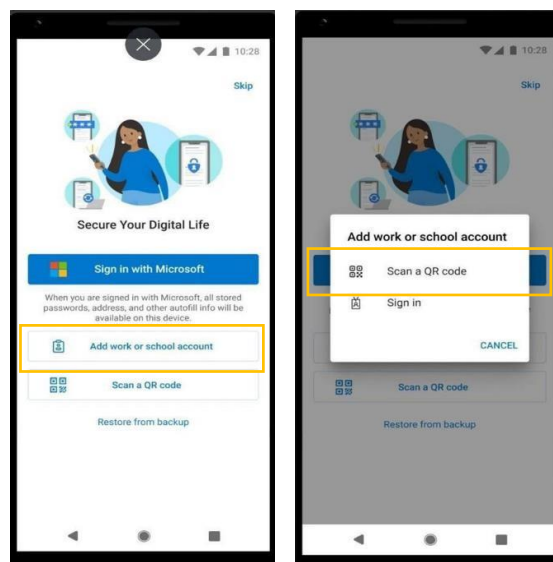 10:28
Skip
Secure Your Digital Life
Sign in with Microsoft
When you are signed in with Microsoft, all stored
passwords, address, and other autofill info will be
available on this device.
Add work or school account
Scan a QR code
Restore from backup
10:28
Skip
Add work or school account
Scan a QR code
Sign in
CANCEL
Scan a QR code
Restore from backup